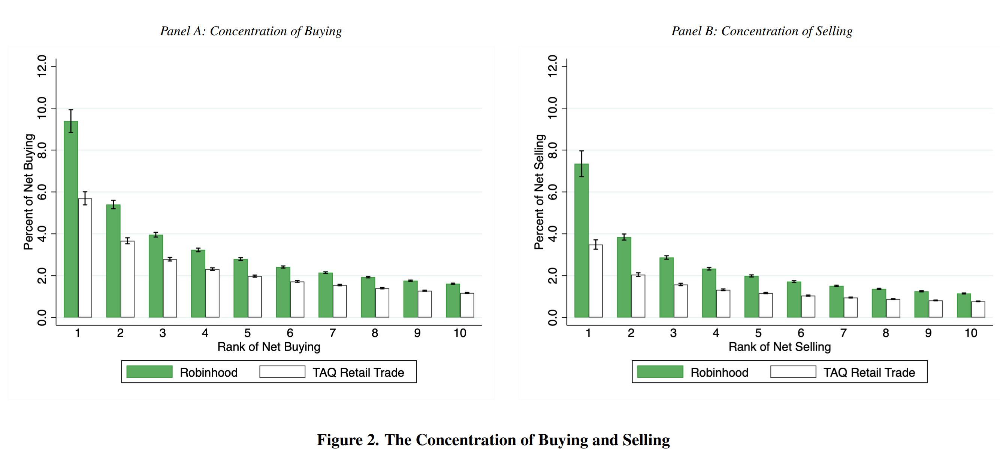 Panel A: Concentration of Buying
Percent of Net Buying
12.0
10.0
8.0
6.0
4.0
2.0
0.0
1 2 3 4 5 6 7 8 9 10
Rank of Net Buying
Robinhood TAQ Retail Trade
Panel B: Concentration of Selling
Percent of Net Selling
12.0
10.0
8.0
6.0
4.0
2.0
0.0
1 2 3 4 5 6 7 8 9 10
Rank of Net Selling
Robinhood TAQ Retail Trade
Figure 2. The Concentration of Buying and Selling